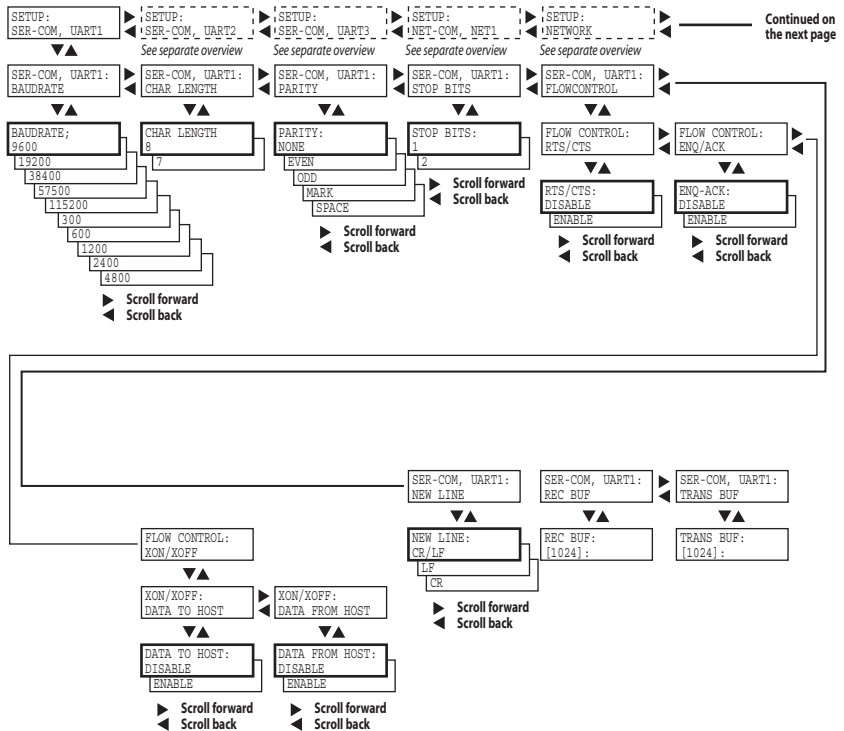 SETUP:
SER-COM, UART1
SETUP:
SER-COM, UART2
SETUP:
SER-COM, UART3
SETUP:
NET-COM, NET1
SETUP:
NETWORK
Continued on
the next page
See separate overview
See separate overview
See separate overview
See separate overview
SER-COM, UART1:
BAUDRATE
SER-COM, UART1:
CHAR LENGTH
SER-COM, UART1:
PARITY
SER-COM, UART1:
STOP BITS
SER-COM, UART1:
FLOWCONTROL
BAUDRATE;
9600
19200
38400
57500
115200
300
600
1200
2400
4800
Scroll forward
Scroll back
CHAR LENGTH
8
7
PARITY:
NONE
EVEN
ODD
MARK
SPACE
Scroll forward
Scroll back
STOP BITS:
1
2
Scroll forward
Scroll back
FLOW CONTROL:
RTS/CTS
FLOW CONTROL:
ENQ/ACK
RTS/CTS:
DISABLE
ENABLE
Scroll forward
Scroll back
ENQ-ACK:
DISABLE
ENABLE
Scroll forward
Scroll back
SER-COM, UART1:
NEW LINE
SER-COM, UART1:
REC BUF
SER-COM, UART1:
TRANS BUF
NEW LINE:
CR/LF
LF
CR
Scroll forward
Scroll back
REC BUF:
[1024]:
TRANS BUF:
[1024]:
FLOW CONTROL:
XON/XOFF
XON/XOFF:
DATA TO HOST
XON/XOFF:
DATA FROM HOST
DATA TO HOST:
DISABLE
ENABLE
Scroll forward
Scroll back
DATA FROM HOST:
DISABLE
ENABLE
Scroll forward
Scroll back